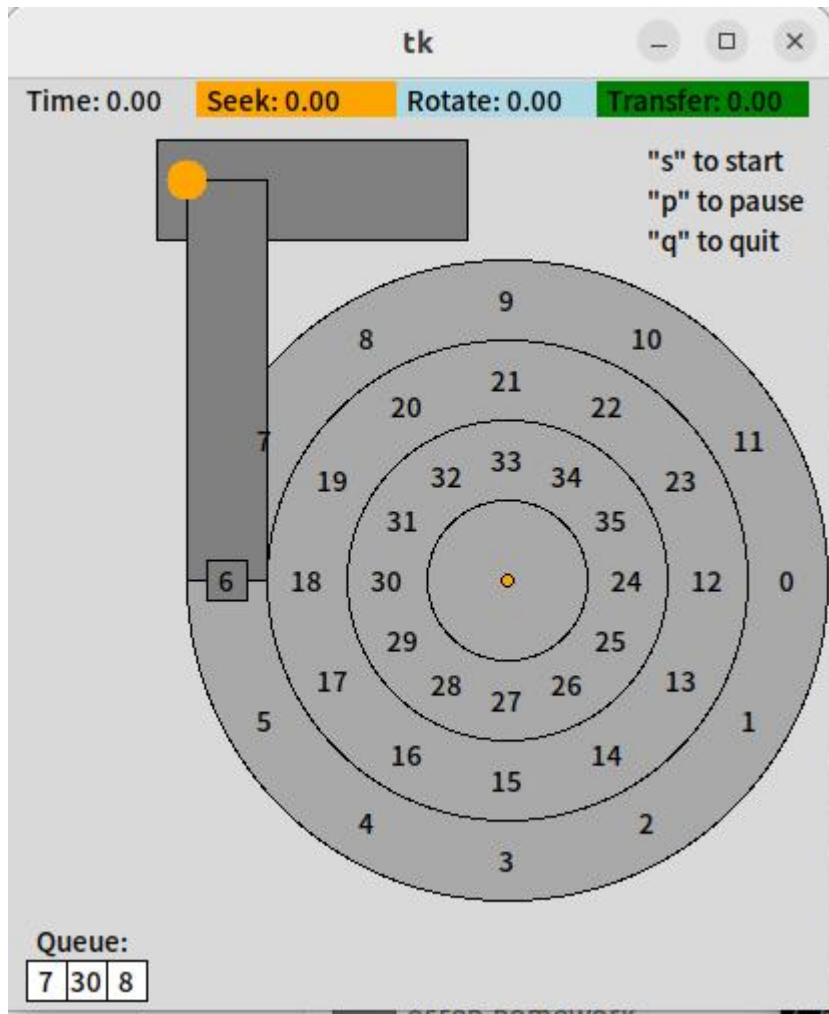 tk
Time: 0.00 Seek: 0.00 Rotate: 0.00 Transfer: 0.00
"s" to start
"p" to pause
"q" to quit
9
8 10
21
20 22
7 11
33
32 34
19 23
31 35
6 18 30 24 12 0
29 25
17 13
28 26
27
5 1
16 14
15
4 2
3
Queue:
7 30 8